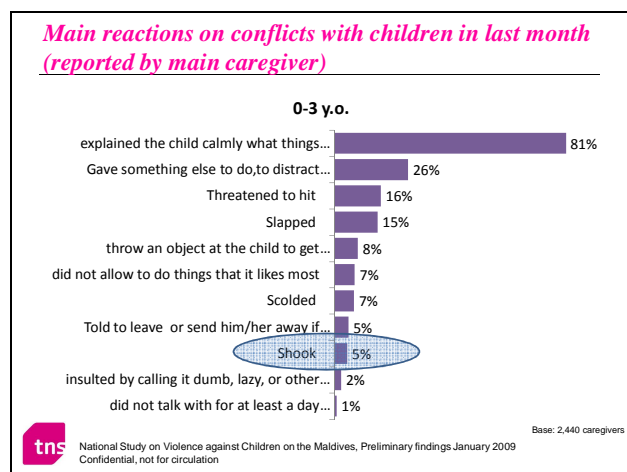 Main reactions on conflicts with children in last month
(reported by main caregiver)
0-3 y.o.
explained the child calmly what things… 81%
Gave something else to do,to distract… 26%
Threatened to hit 16%
Slapped 15%
throw an object at the child to get… 8%
did not allow to do things that it likes most 7%
Scolded 7%
Told to leave or send him/her away if… 5%
Shook 5%
insulted by calling it dumb, lazy, or other… 2%
did not talk with for at least a day… 1%
Base: 2,440 caregivers
tns
National Study on Violence against Children on the Maldives, Preliminary findings January 2009
Confidential, not for circulation